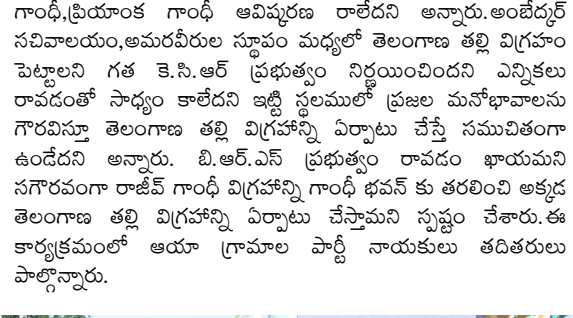 గాంధీ,ప్రియాంక గాంధీ ఆవిష్కరణ రాలేదని అన్నారు.అంబేద్కర్
సచివాలయం,అమరవీరుల స్థూపం మధ్యలో తెలంగాణ తల్లి విగ్రహం
పెట్టాలని గత కె.సి.ఆర్ ప్రభుత్వం నిర్ణయించిందని ఎన్నికలు
రావడంతో సాధ్యం కాలేదని ఇట్టి స్థలములో ప్రజల మనోభావాలను
గౌరవిస్తూ తెలంగాణ తల్లి విగ్రహాన్ని ఏర్పాటు చేస్తే సముచితంగా
ఉండేదని అన్నారు. బి.ఆర్.ఎస్ ప్రభుత్వం రావడం ఖాయమని
సగౌరవంగా రాజీవ్ గాంధీ విగ్రహాన్ని గాంధీ భవన్ కు తరలించి అక్కడ
తెలంగాణ తల్లి విగ్రహాన్ని ఏర్పాటు చేస్తామని స్పష్టం చేశారు.ఈ
కార్యక్రమంలో ఆయా గ్రామాల పార్టీ నాయకులు తదితరులు
పాల్గొన్నారు.